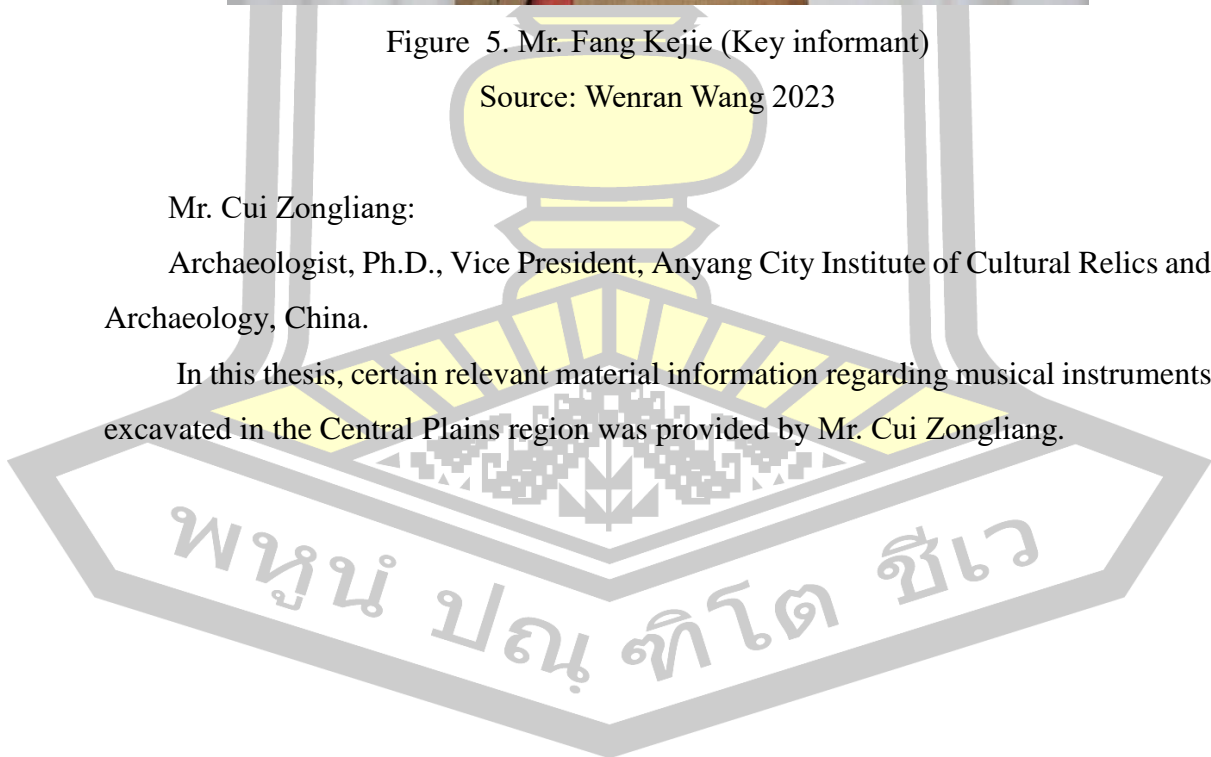 Figure 5. Mr. Fang Kejie (Key informant)
Source: Wenran Wang 2023
Mr. Cui Zongliang:
Archaeologist, Ph.D., Vice President, Anyang City Institute of Cultural Relics and
Archaeology, China.
In this thesis, certain relevant material information regarding musical instruments
excavated in the Central Plains region was provided by Mr. Cui Zongliang.
พหูนํ ปณฺฑิโต ชีเว